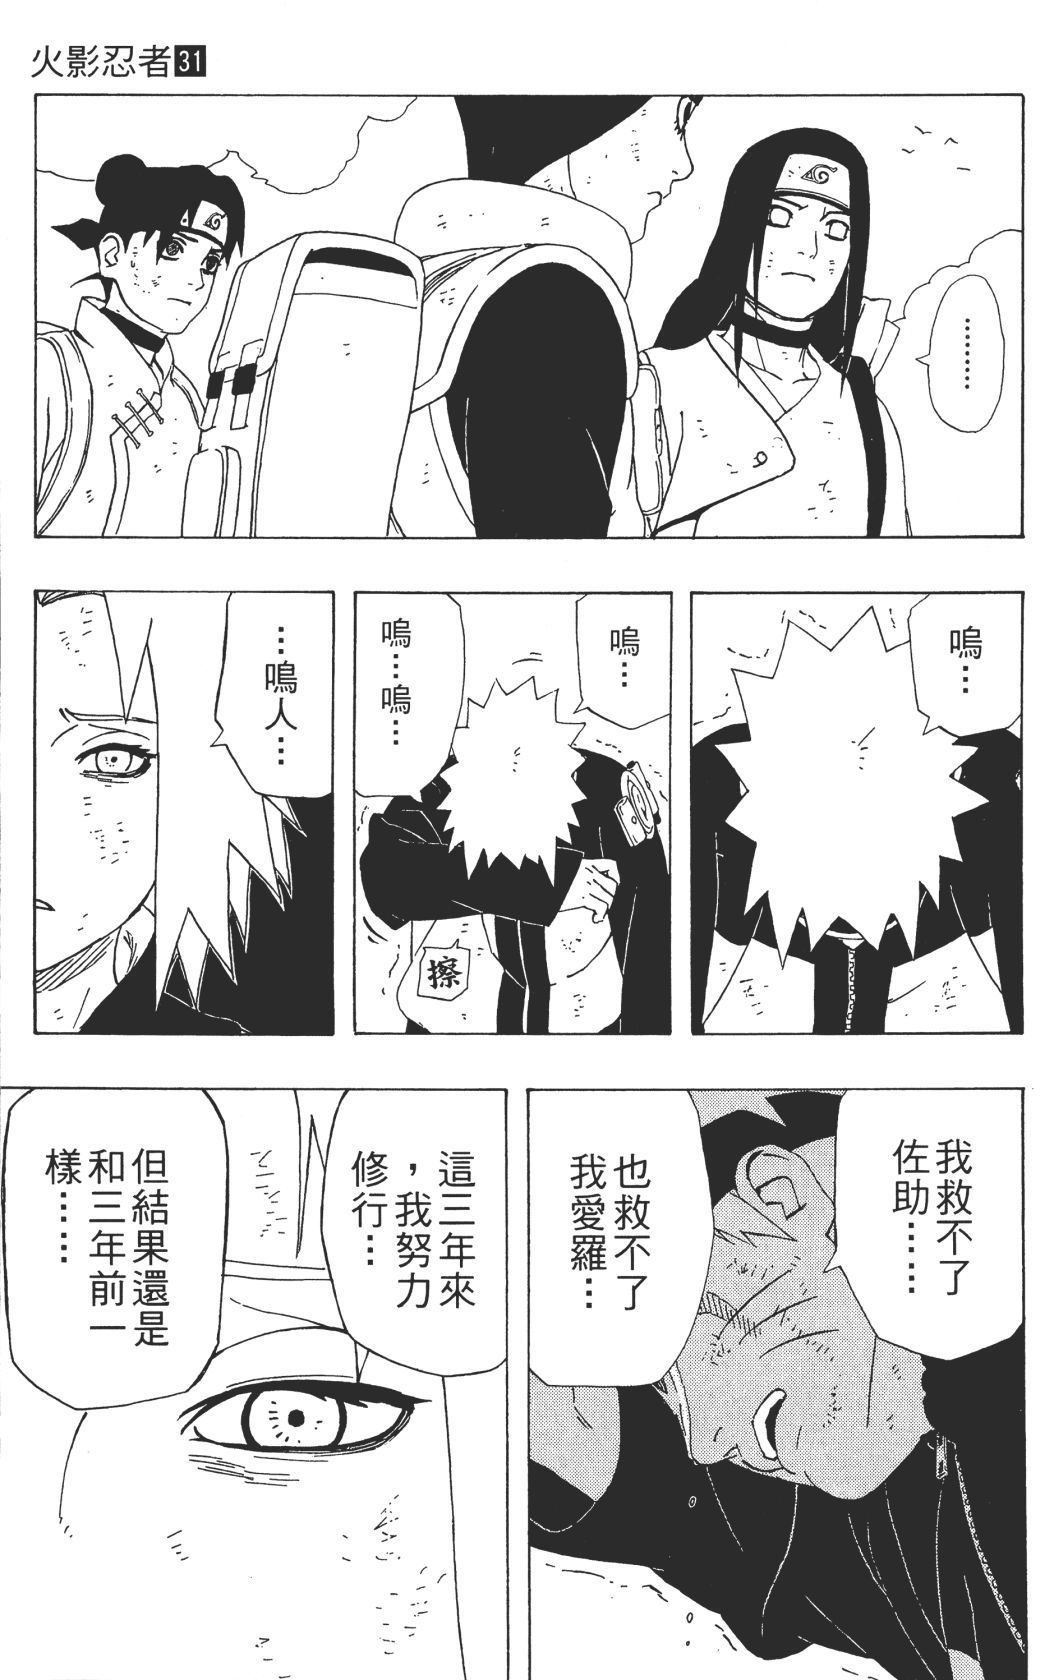 火影忍者31
………
嗚…
嗚…
嗚…嗚…
擦
…嗚人…
我救不了
佐助……
也救不了
我愛羅…
這三年來
，我努力
修行…
但結果還是
和三年前一
樣……